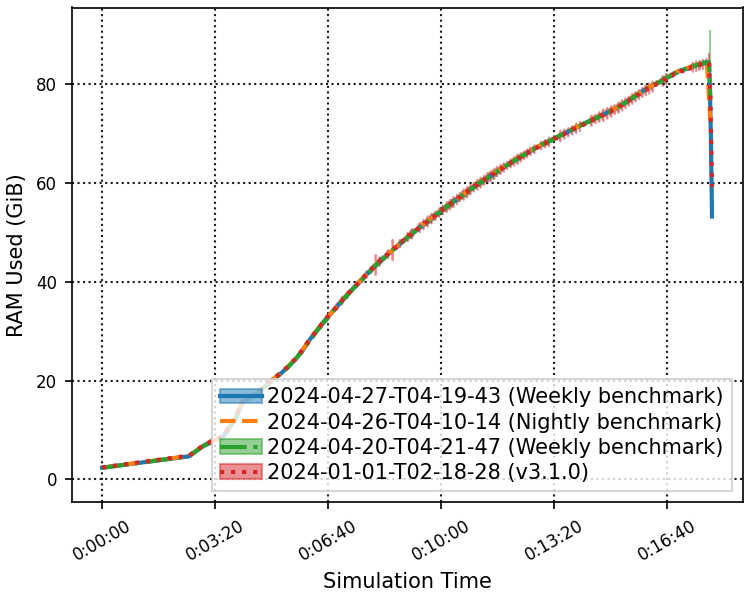 80
60
40
20
0
RAM Used (GiB)
2024-04-27-T04-19-43 (Weekly benchmark)
2024-04-26-T04-10-14 (Nightly benchmark)
2024-04-20-T04-21-47 (Weekly benchmark)
2024-01-01-T02-18-28 (v3.1.0)
0:00:00
0:03:20
0:06:40
0:10:00
0:13:20
0:16:40
Simulation Time